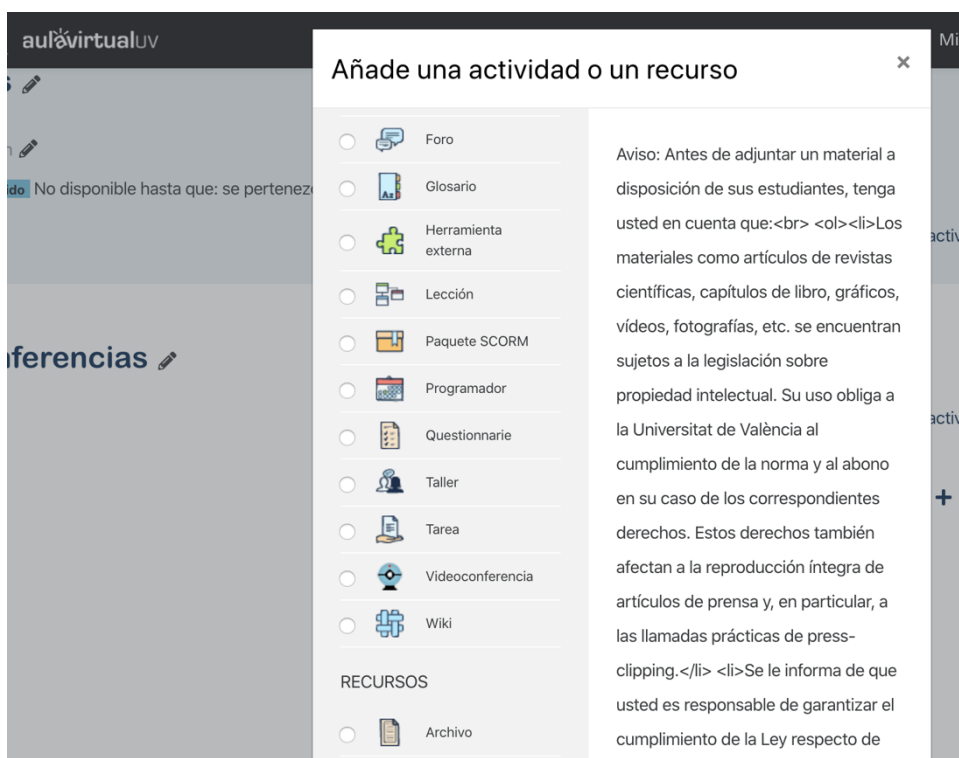 aulavirtualUV
Mi
Añade una actividad o un recurso
×
s
n
ido No disponible hasta que: se pertenez
nferencias
Foro
Glosario
Herramienta
externa
Lección
Paquete SCORM
Programador
Questionnarie
Taller
Tarea
Videoconferencia
Wiki
RECURSOS
Archivo
Aviso: Antes de adjuntar un material a
disposición de sus estudiantes, tenga
usted en cuenta que:<br> <ol><li>Los
materiales como artículos de revistas
científicas, capítulos de libro, gráficos,
vídeos, fotografías, etc. se encuentran
sujetos a la legislación sobre
propiedad intelectual. Su uso obliga a
la Universitat de València al
cumplimiento de la norma y al abono
en su caso de los correspondientes
derechos. Estos derechos también
afectan a la reproducción íntegra de
artículos de prensa y, en particular, a
las llamadas prácticas de press-
clipping.</li> <li>Se le informa de que
usted es responsable de garantizar el
cumplimiento de la Ley respecto de
activ
activ
+